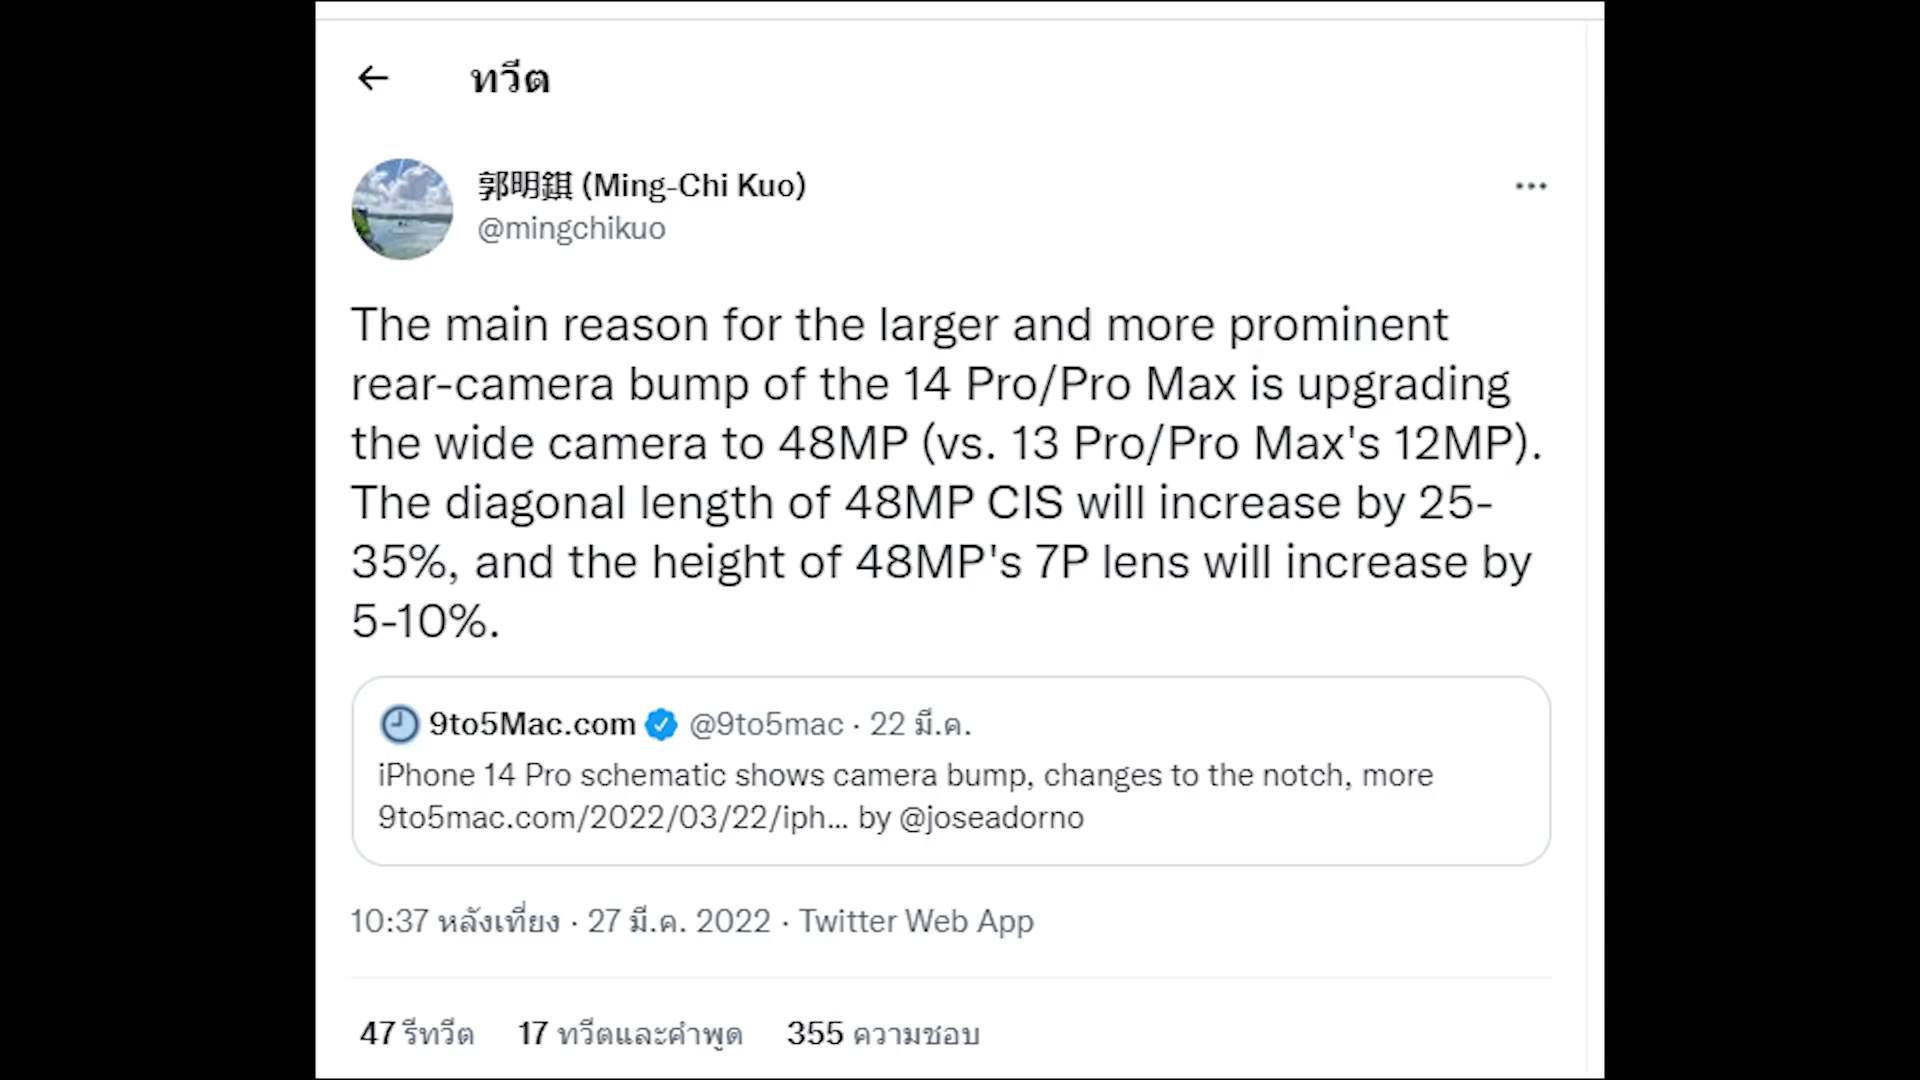 ← ทวีต
郭明錤 (Ming-Chi Kuo)
@mingchikuo
The main reason for the larger and more prominent
rear-camera bump of the 14 Pro/Pro Max is upgrading
the wide camera to 48MP (vs. 13 Pro/Pro Max's 12MP).
The diagonal length of 48MP CIS will increase by 25-
35%, and the height of 48MP's 7P lens will increase by
5-10%.
9to5Mac.com @9to5mac · 22 มี.ค.
iPhone 14 Pro schematic shows camera bump, changes to the notch, more
9to5mac.com/2022/03/22/iph... by @joseadorno
10:37 หลังเที่ยง · 27 มี.ค. 2022 · Twitter Web App
47 รีทวีต 17 ทวีตและคำพูด 355 ความชอบ